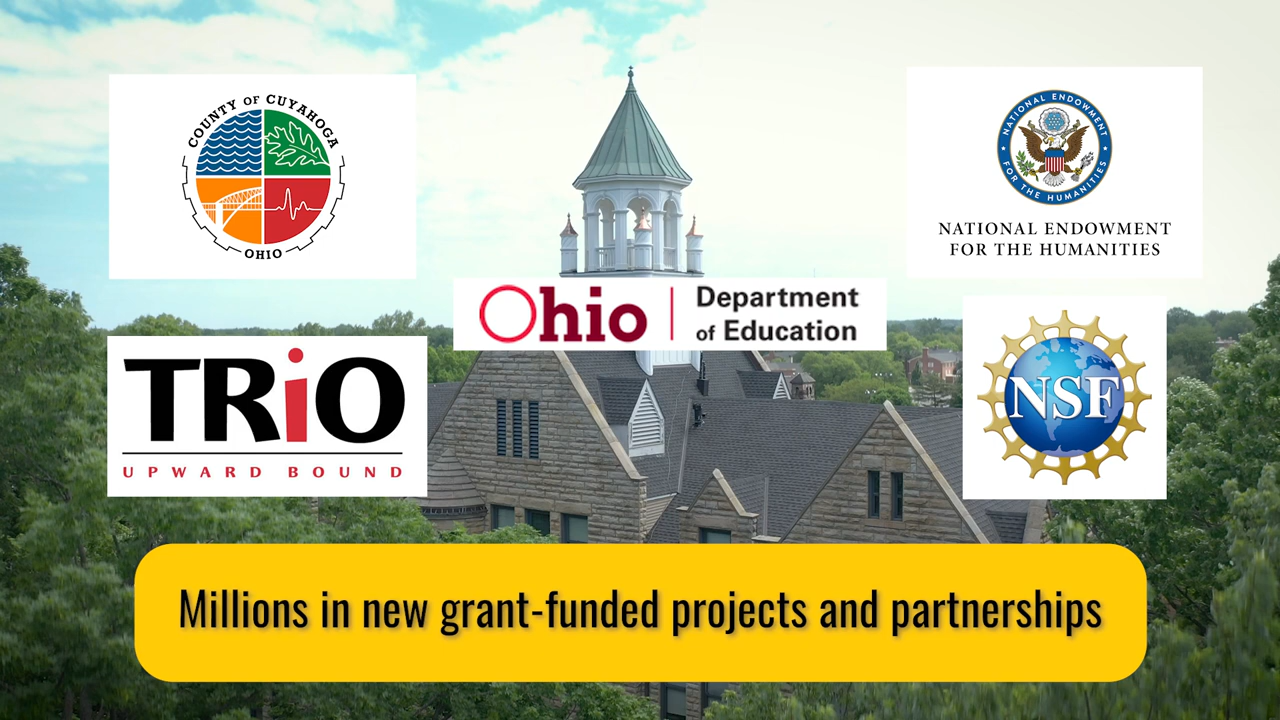 COUNTY OF CUYAHOGA
OHIO
NATIONAL ENDOWMENT
FOR THE HUMANITIES
NATIONAL ENDOWMENT
FOR THE HUMANITIES
Ohio
Department
of Education
TRiO
UPWARD BOUND
NSF
Millions in new grant-funded projects and partnerships